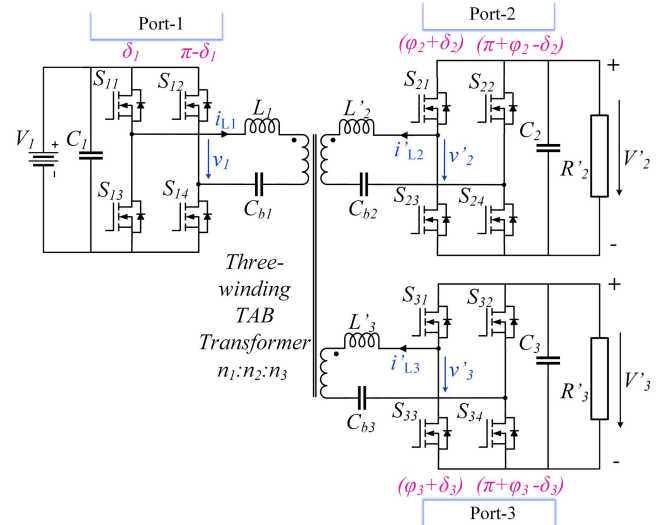 Port-1
δ1 π-δ1
S11 S12
V1 + - C1
iL1 L1
v1
S13 S14
Cb1
Port-2
(φ2+δ2) (π+φ2-δ2)
S21 S22
L'2
i'L2 v'2
C2 R'2 V'2 + -
Cb2
S23 S24
Three-
winding
TAB
Transformer
n1:n2:n3
S31 S32
L'3
i'L3 v'3
C3 R'3 V'3 + -
Cb3
S33 S34
(φ3+δ3) (π+φ3-δ3)
Port-3